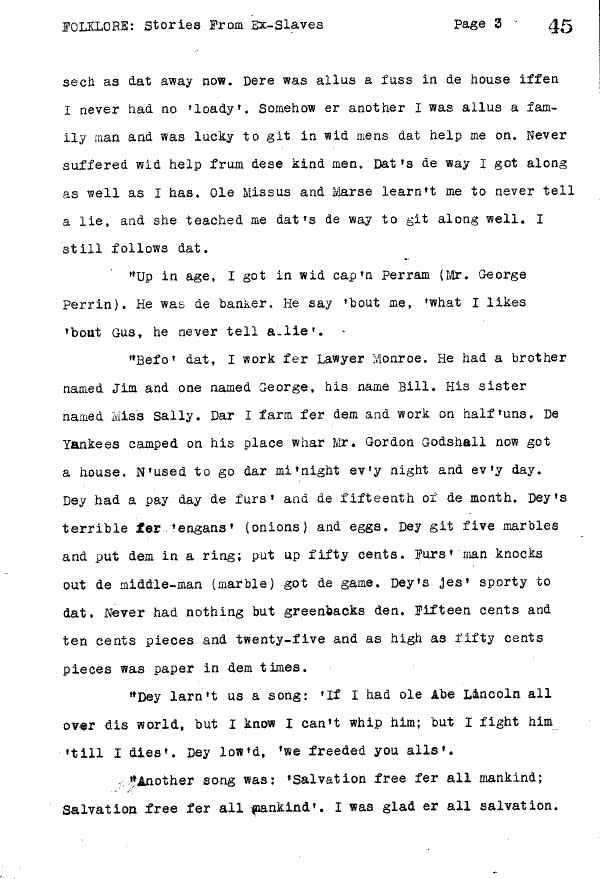 FOLKLORE: Stories From Ex-Slaves Page 3 45
sech as dat away now. Dere was allus a fuss in de house iffen
I never had no 'loady'. Somehow er another I was allus a fam-
ily man and was lucky to git in wid mens dat help me on. Never
suffered wid help frum dese kind men. Dat's de way I got along
as well as I has. Ole Missus and Marse learn't me to never tell
a lie, and she teached me dat's de way to git along well. I
still follows dat.
"Up in age, I got in wid cap'n Perram (Mr. George
Perrin). He was de banker. He say 'bout me, 'what I likes
'bout Gus, he never tell a lie'.
"Befo' dat, I work fer Lawyer Monroe. He had a brother
named Jim and one named George, his name Bill. His sister
named Miss Sally. Dar I farm fer dem and work on half'uns. De
Yankees camped on his place whar Mr. Gordon Godshall now got
a house. N'used to go dar mi'night ev'y night and ev'y day.
Dey had a pay day de furs' and de fifteenth of de month. Dey's
terrible fer 'engans' (onions) and eggs. Dey git five marbles
and put dem in a ring; put up fifty cents. Furs' man knocks
out de middle-man (marble) got de game. Dey's jes' sporty to
dat. Never had nothing but greenbacks den. Fifteen cents and
ten cents pieces and twenty-five and as high as fifty cents
pieces was paper in dem times.
"Dey larn't us a song: 'If I had ole Abe Lincoln all
over dis world, but I know I can't whip him; but I fight him
'till I dies'. Dey low'd, 'we freeded you alls'.
"Another song was: 'Salvation free fer all mankind;
Salvation free fer all mankind'. I was glad er all salvation.